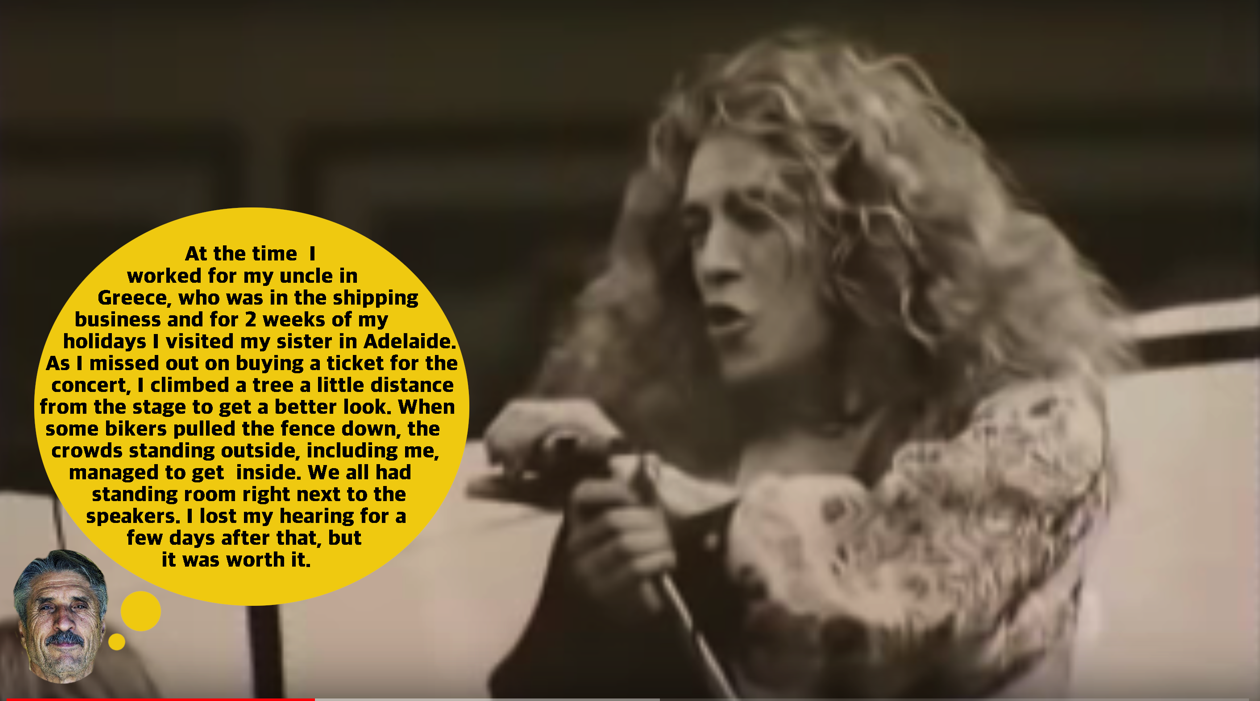 At the time I
worked for my uncle in
Greece, who was in the shipping
business and for 2 weeks of my
holidays I visited my sister in Adelaide.
As I missed out on buying a ticket for the
concert, I climbed a tree a little distance
from the stage to get a better look. When
some bikers pulled the fence down, the
crowds standing outside, including me,
managed to get inside. We all had
standing room right next to the
speakers. I lost my hearing for a
few days after that, but
it was worth it.